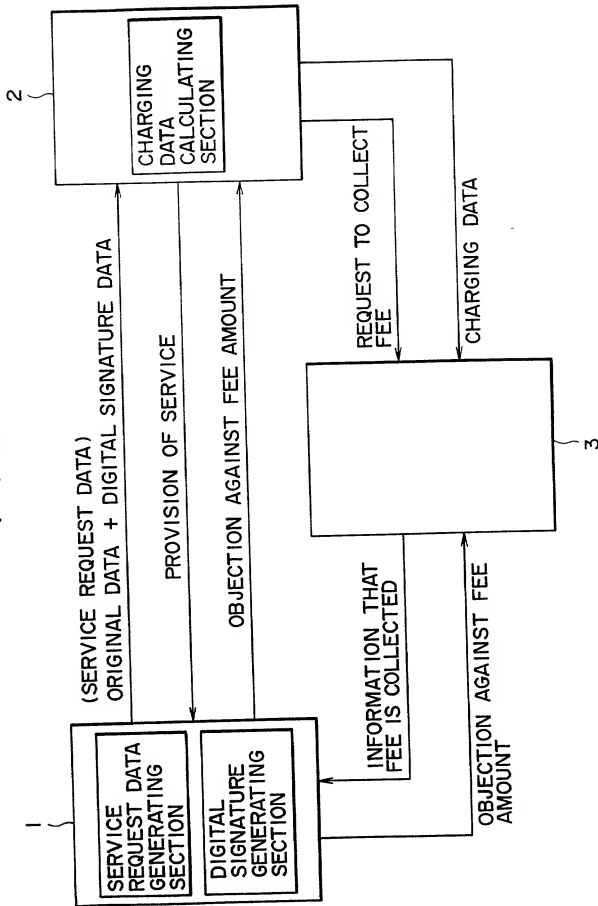 1
SERVICE
REQUEST DATA
GENERATING
SECTION
DIGITAL
SIGNATURE
GENERATING
SECTION
(SERVICE REQUEST DATA)
ORIGINAL DATA + DIGITAL SIGNATURE DATA
PROVISION OF SERVICE
OBJECTION AGAINST FEE AMOUNT
2
CHARGING
DATA
CALCULATING
SECTION
INFORMATION THAT
FEE IS COLLECTED
OBJECTION AGAINST FEE
AMOUNT
3
REQUEST TO COLLECT
FEE
CHARGING DATA